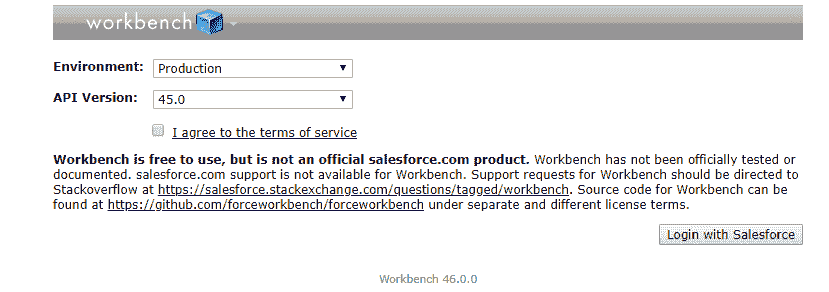 workbench
Environment: Production
API Version: 45.0
I agree to the terms of service
Workbench is free to use, but is not an official salesforce.com product. Workbench has not been officially tested or
documented. salesforce.com support is not available for Workbench. Support requests for Workbench should be directed to
Stackoverflow at https://salesforce.stackexchange.com/questions/tagged/workbench. Source code for Workbench can be
found at https://github.com/forceworkbench/forceworkbench under separate and different license terms.
Login with Salesforce
Workbench 46.0.0